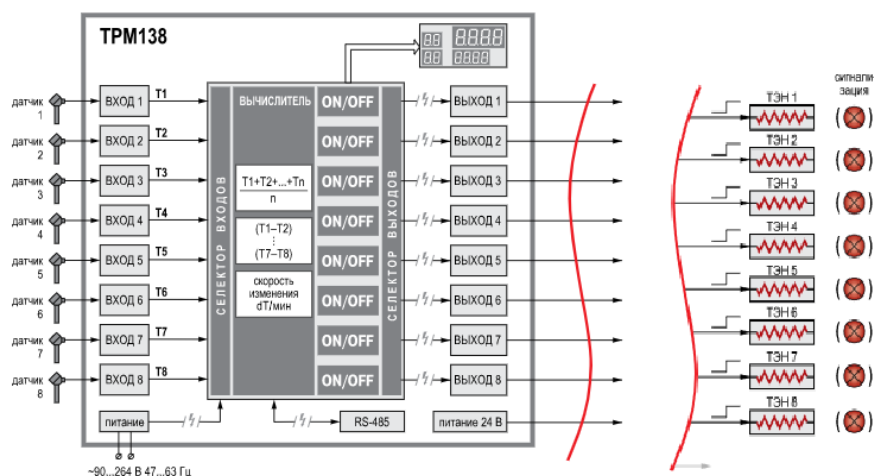 ТРМ138
88 8888
88 8888
датчик 1
ВХОД 1
T1
датчик 2
ВХОД 2
T2
датчик 3
ВХОД 3
T3
датчик 4
ВХОД 4
T4
датчик 5
ВХОД 5
T5
датчик 6
ВХОД 6
T6
датчик 7
ВХОД 7
T7
датчик 8
ВХОД 8
T8
питание
~90...264 В 47...63 Гц
СЕЛЕКТОР ВХОДОВ
ВЫЧИСЛИТЕЛЬ
T1+T2+...+Tn
n
(T1–T2)
⋮
(T7–T8)
скорость
изменения
dT/мин
ON/OFF
ON/OFF
ON/OFF
ON/OFF
ON/OFF
ON/OFF
ON/OFF
ON/OFF
СЕЛЕКТОР ВЫХОДОВ
ВЫХОД 1
ВЫХОД 2
ВЫХОД 3
ВЫХОД 4
ВЫХОД 5
ВЫХОД 6
ВЫХОД 7
ВЫХОД 8
RS-485
питание 24 В
сигнали-
зация
ТЭН 1
ТЭН 2
ТЭН 3
ТЭН 4
ТЭН 5
ТЭН 6
ТЭН 7
ТЭН 8